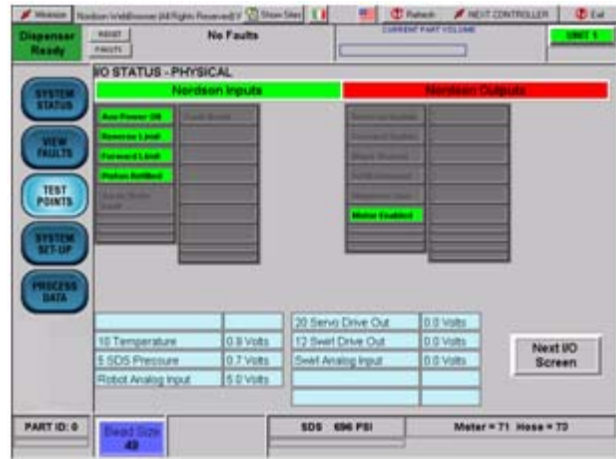 Minimize Nordson WebBrowser (All Rights Reserved) Show Sites Refresh NEXT CONTROLLER Exit
Dispenser
Ready
RESET
FAULTS
No Faults
CURRENT PART VOLUME
UNIT 1
I/O STATUS - PHYSICAL
Nordson Inputs
Nordson Outputs
SYSTEM
STATUS
VIEW
FAULTS
TEST
POINTS
SYSTEM
SET-UP
PROCESS
DATA
Aux Power ON
Reverse Limit
Forward Limit
Piston Refilled
Motor Enabled
10 Temperature 0.8 Volts
5 SDS Pressure 0.7 Volts
Robot Analog Input 5.0 Volts
20 Servo Drive Out 0.0 Volts
12 Swirl Drive Out 0.0 Volts
Swirl Analog Input 0.0 Volts
Next I/O
Screen
PART ID: 0
Bead Size
49
SDS 696 PSI
Meter = 71 Hose = 73